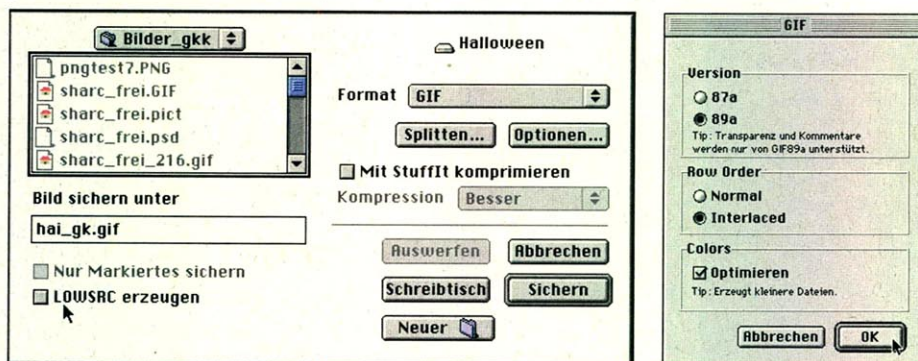 Bilder_gkk
pngtest7.PNG
sharc_frei.GIF
sharc_frei.pict
sharc_frei.psd
sharc_frei_216.gif
Bild sichern unter
hai_gk.gif
Nur Markiertes sichern
LOWSRC erzeugen
Halloween
Format GIF
Splitten... Optionen...
Mit StuffIt komprimieren
Kompression Besser
Auswerfen Abbrechen
Schreibtisch Sichern
Neuer
GIF
Version
87a
89a
Tip: Transparenz und Kommentare
werden nur von GIF89a unterstützt.
Row Order
Normal
Interlaced
Colors
Optimieren
Tip: Erzeugt kleinere Dateien.
Abbrechen OK